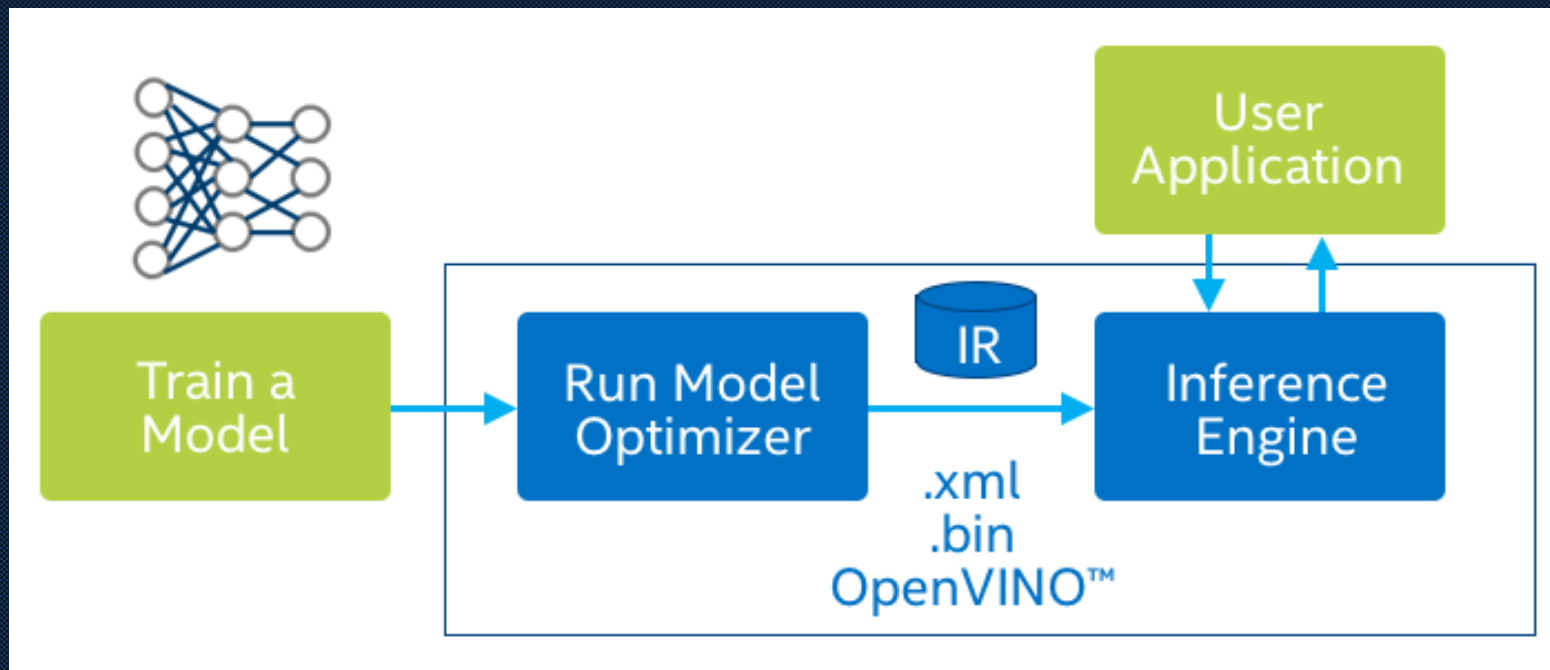 Train a
Model
Run Model
Optimizer
IR
.xml
.bin
OpenVINO™
Inference
Engine
User
Application